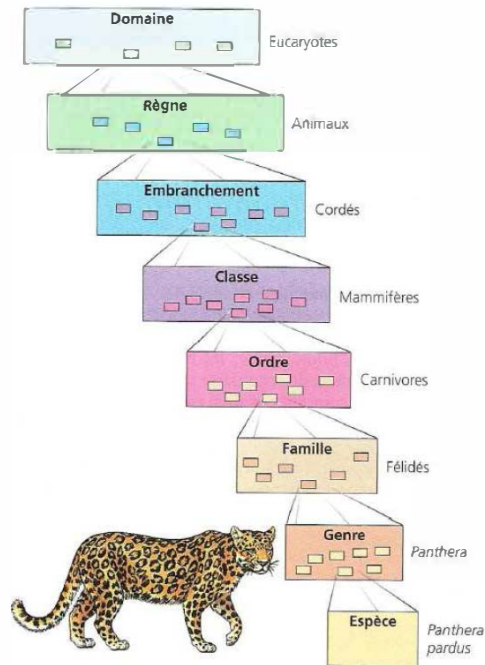 Domaine
Eucaryotes
Règne
Animaux
Embranchement
Cordés
Classe
Mammifères
Ordre
Carnivores
Famille
Félidés
Genre
Panthera
Espèce
Panthera
pardus